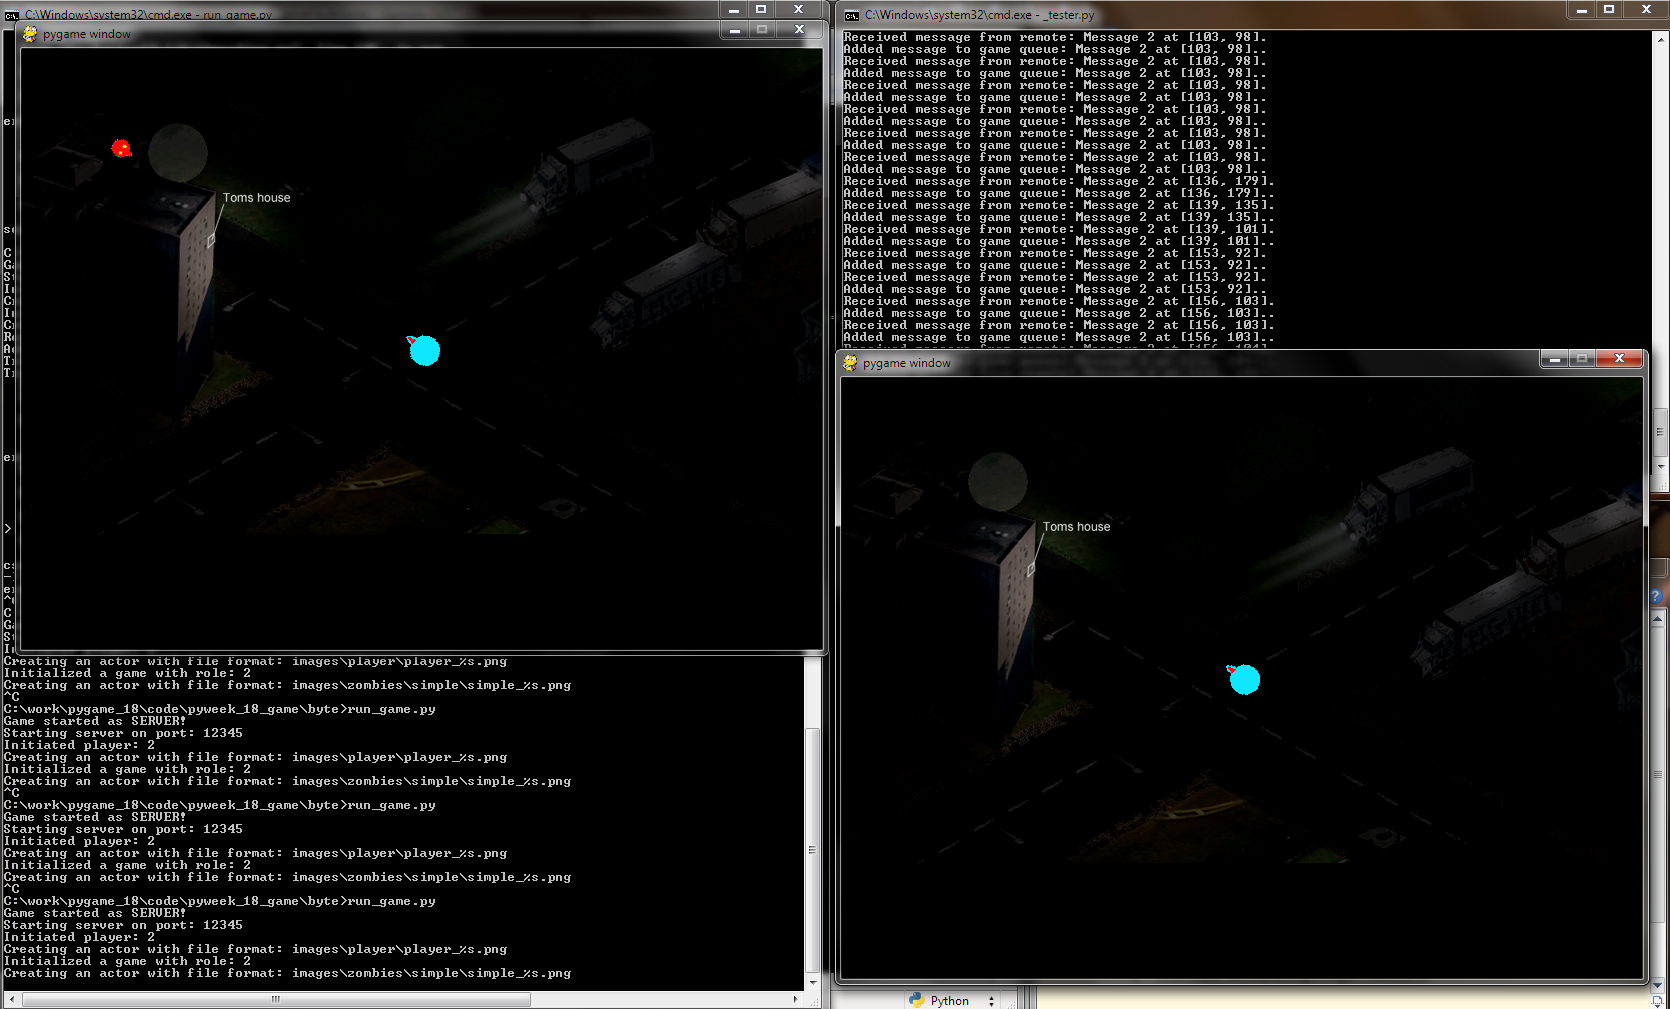 C:\Windows\system32\cmd.exe - run_game.py
pygame window
Toms house
Creating an actor with file format: images\player\player_%s.png
Initialized a game with role: 2
Creating an actor with file format: images\zombies\simple\simple_%s.png
^C
C:\work\pygame_18\code\pyweek_18_game\byte>run_game.py
Game started as SERVER!
Starting server on port: 12345
Initiated player: 2
Creating an actor with file format: images\player\player_%s.png
Initialized a game with role: 2
Creating an actor with file format: images\zombies\simple\simple_%s.png
^C
C:\work\pygame_18\code\pyweek_18_game\byte>run_game.py
Game started as SERVER!
Starting server on port: 12345
Initiated player: 2
Creating an actor with file format: images\player\player_%s.png
Initialized a game with role: 2
Creating an actor with file format: images\zombies\simple\simple_%s.png
^C
C:\work\pygame_18\code\pyweek_18_game\byte>run_game.py
Game started as SERVER!
Starting server on port: 12345
Initiated player: 2
Creating an actor with file format: images\player\player_%s.png
Initialized a game with role: 2
Creating an actor with file format: images\zombies\simple\simple_%s.png
C:\Windows\system32\cmd.exe - _tester.py
Received message from remote: Message 2 at [103, 98].
Added message to game queue: Message 2 at [103, 98]..
Received message from remote: Message 2 at [103, 98].
Added message to game queue: Message 2 at [103, 98]..
Received message from remote: Message 2 at [103, 98].
Added message to game queue: Message 2 at [103, 98]..
Received message from remote: Message 2 at [103, 98].
Added message to game queue: Message 2 at [103, 98]..
Received message from remote: Message 2 at [103, 98].
Added message to game queue: Message 2 at [103, 98]..
Received message from remote: Message 2 at [103, 98].
Added message to game queue: Message 2 at [103, 98]..
Received message from remote: Message 2 at [136, 179].
Added message to game queue: Message 2 at [136, 179]..
Received message from remote: Message 2 at [139, 135].
Added message to game queue: Message 2 at [139, 135]..
Received message from remote: Message 2 at [139, 101].
Added message to game queue: Message 2 at [139, 101]..
Received message from remote: Message 2 at [153, 92].
Added message to game queue: Message 2 at [153, 92]..
Received message from remote: Message 2 at [153, 92].
Added message to game queue: Message 2 at [153, 92]..
Received message from remote: Message 2 at [156, 103].
Added message to game queue: Message 2 at [156, 103]..
Received message from remote: Message 2 at [156, 103].
Added message to game queue: Message 2 at [156, 103]..
pygame window
Toms house
Python